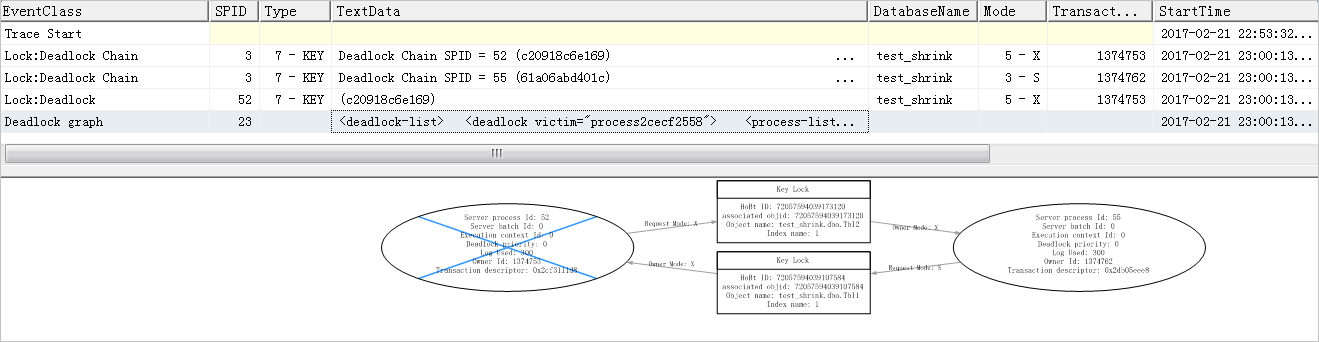 EventClass SPID Type TextData DatabaseName Mode Transact... StartTime
Trace Start 2017-02-21 22:53:32...
Lock:Deadlock Chain 3 7 - KEY Deadlock Chain SPID = 52 (c20918c6e169) ... test_shrink 5 - X 1374753 2017-02-21 23:00:13...
Lock:Deadlock Chain 3 7 - KEY Deadlock Chain SPID = 55 (61a06abd401c) ... test_shrink 3 - S 1374762 2017-02-21 23:00:13...
Lock:Deadlock 52 7 - KEY (c20918c6e169) test_shrink 5 - X 1374753 2017-02-21 23:00:13...
Deadlock graph 23 <deadlock-list> <deadlock victim="process2cecf2558"> <process-list... 2017-02-21 23:00:13...
Server process Id: 52
Server batch Id: 0
Execution context Id: 0
Deadlock priority: 0
Log Used: 300
Owner Id: 1374753
Transaction descriptor: 0x2cf3111d8
Request Mode: X
Owner Mode: X
Key Lock
HoBt ID: 72057594039173120
associated objid: 72057594039173120
Object name: test_shrink.dbo.Tbl2
Index name: 1
Key Lock
HoBt ID: 72057594039107584
associated objid: 72057594039107584
Object name: test_shrink.dbo.Tbl1
Index name: 1
Owner Mode: X
Request Mode: S
Server process Id: 55
Server batch Id: 0
Execution context Id: 0
Deadlock priority: 0
Log Used: 300
Owner Id: 1374762
Transaction descriptor: 0x2db05eee8